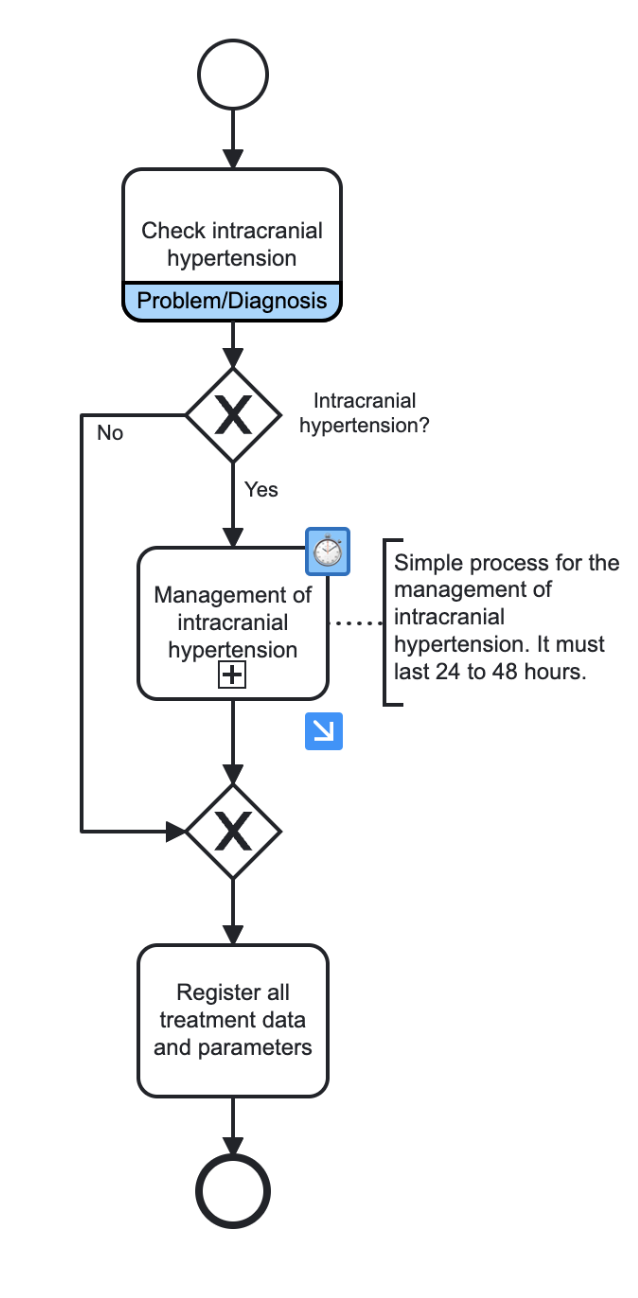 Check intracranial
hypertension
Problem/Diagnosis
X
Intracranial
hypertension?
No
Yes
Management of
intracranial
hypertension
Simple process for the
management of
intracranial
hypertension. It must
last 24 to 48 hours.
X
Register all
treatment data
and parameters